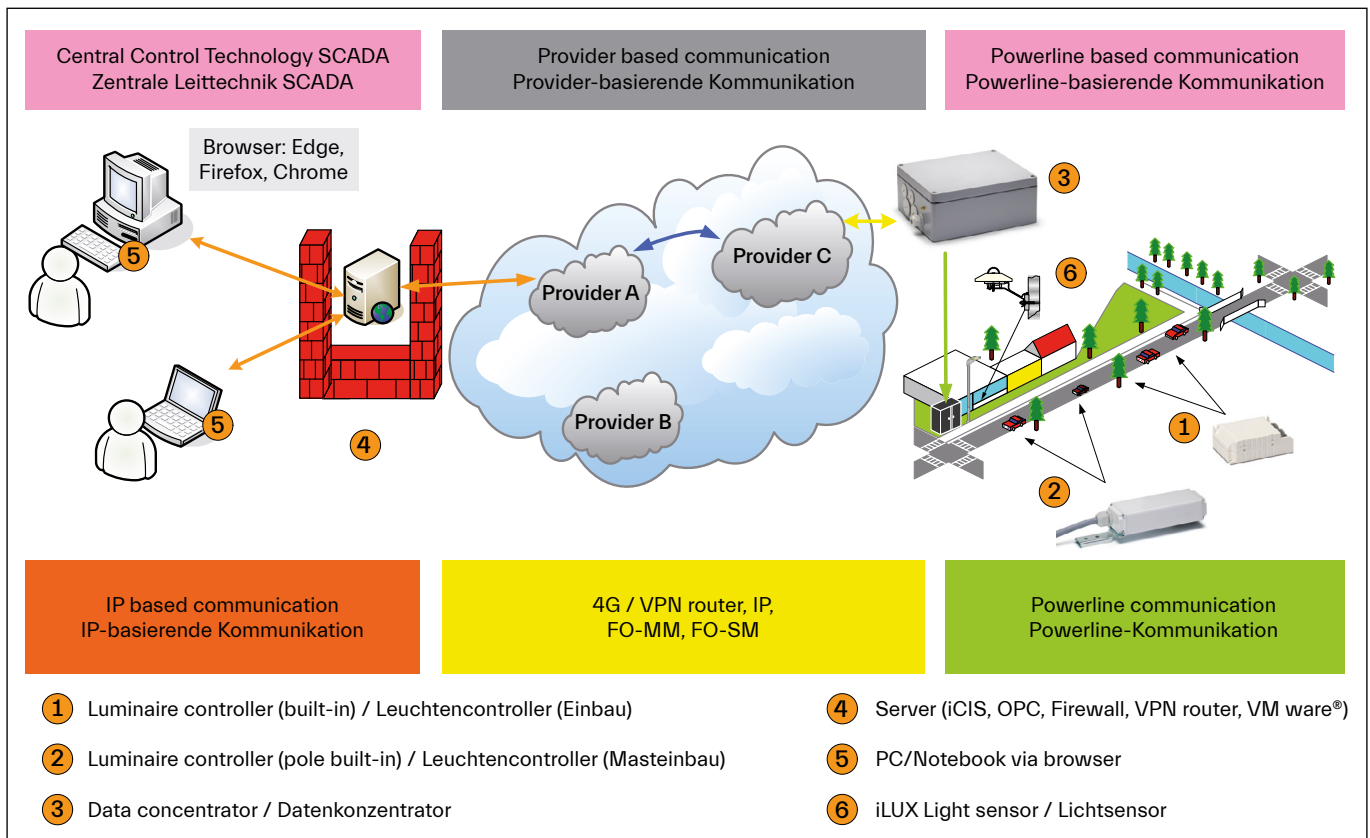 Central Control Technology SCADA
Zentrale Leittechnik SCADA
Provider based communication
Provider-basierende Kommunikation
Powerline based communication
Powerline-basierende Kommunikation
Browser: Edge,
Firefox, Chrome
5
5
4
Provider A
Provider C
Provider B
3
6
1
2
IP based communication
IP-basierende Kommunikation
4G / VPN router, IP,
FO-MM, FO-SM
Powerline communication
Powerline-Kommunikation
1 Luminaire controller (built-in) / Leuchtencontroller (Einbau)
2 Luminaire controller (pole built-in) / Leuchtencontroller (Masteinbau)
3 Data concentrator / Datenkonzentrator
4 Server (iCIS, OPC, Firewall, VPN router, VM ware®)
5 PC/Notebook via browser
6 iLUX Light sensor / Lichtsensor